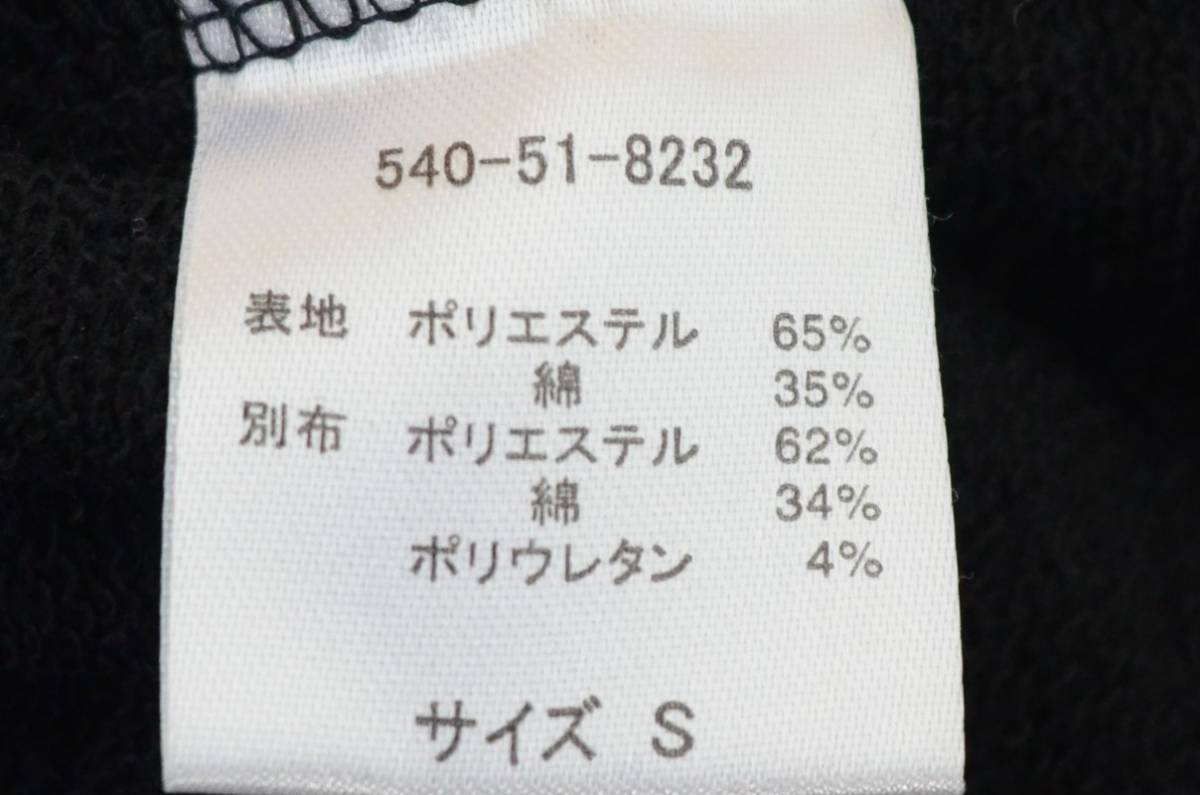 540-51-8232
表地 ポリエステル 65%
綿 35%
別布 ポリエステル 62%
綿 34%
ポリウレタン 4%
サイズ S